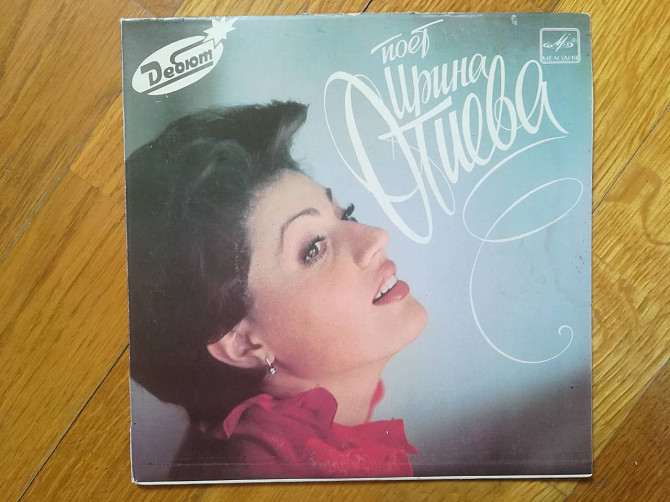 Дебют
поет
Ирина
Отиева
МЕЛОДИЯ